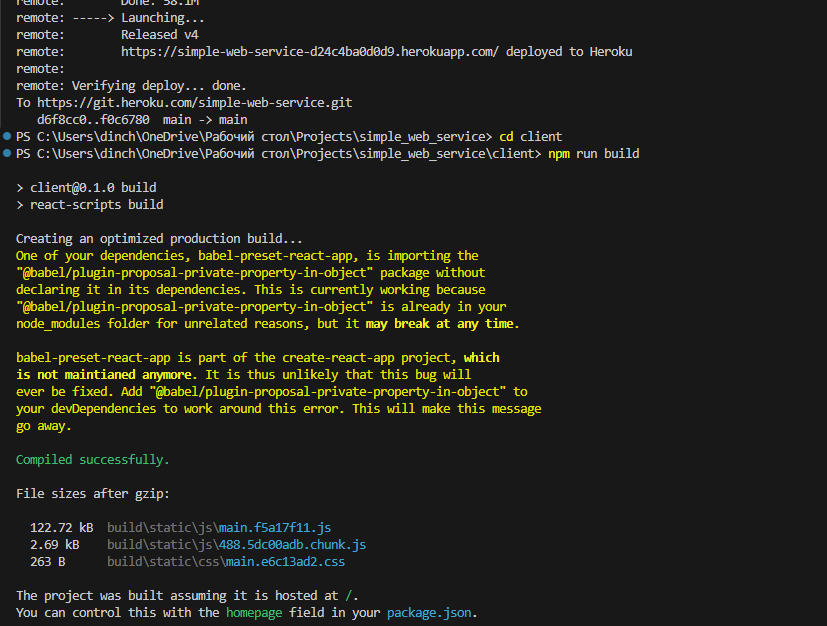 remote: Done: 58.1M
remote: -----> Launching...
remote: Released v4
remote: https://simple-web-service-d24c4ba0d0d9.herokuapp.com/ deployed to Heroku
remote:
remote: Verifying deploy... done.
To https://git.heroku.com/simple-web-service.git
d6f8cc0..f0c6780 main -> main
PS C:\Users\dinch\OneDrive\Рабочий стол\Projects\simple_web_service> cd client
PS C:\Users\dinch\OneDrive\Рабочий стол\Projects\simple_web_service\client> npm run build
> client@0.1.0 build
> react-scripts build
Creating an optimized production build...
One of your dependencies, babel-preset-react-app, is importing the
"@babel/plugin-proposal-private-property-in-object" package without
declaring it in its dependencies. This is currently working because
"@babel/plugin-proposal-private-property-in-object" is already in your
node_modules folder for unrelated reasons, but it may break at any time.
babel-preset-react-app is part of the create-react-app project, which
is not maintianed anymore. It is thus unlikely that this bug will
ever be fixed. Add "@babel/plugin-proposal-private-property-in-object" to
your devDependencies to work around this error. This will make this message
go away.
Compiled successfully.
File sizes after gzip:
122.72 kB build\static\js\main.f5a17f11.js
2.69 kB build\static\js\488.5dc00adb.chunk.js
263 B build\static\css\main.e6c13ad2.css
The project was built assuming it is hosted at /.
You can control this with the homepage field in your package.json.